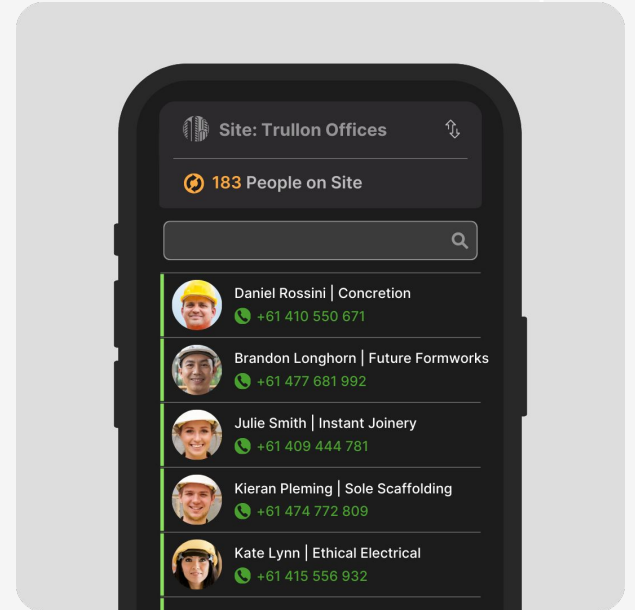 Site: Trullon Offices
183 People on Site
Daniel Rossini | Concretion
+61 410 550 671
Brandon Longhorn | Future Formworks
+61 477 681 992
Julie Smith | Instant Joinery
+61 409 444 781
Kieran Pleming | Sole Scaffolding
+61 474 772 809
Kate Lynn | Ethical Electrical
+61 415 556 932